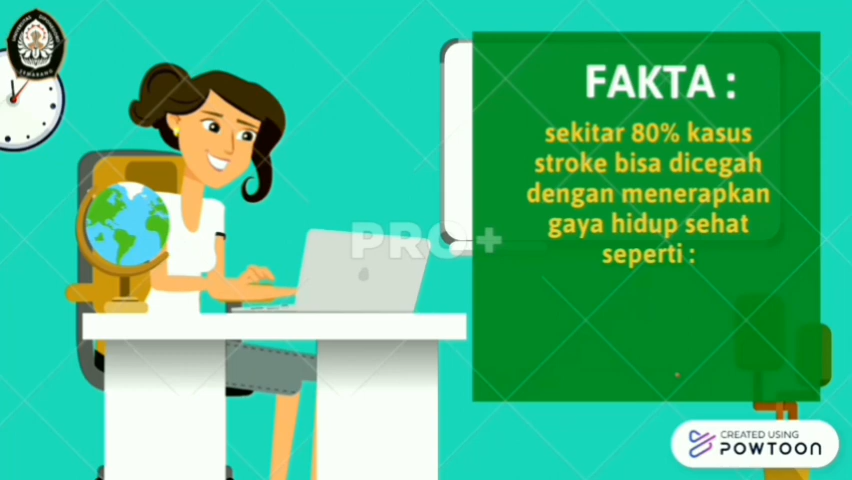 FAKTA :
sekitar 80% kasus
stroke bisa dicegah
dengan menerapkan
gaya hidup sehat
seperti :
PRO+
CREATED USING
POWTOON